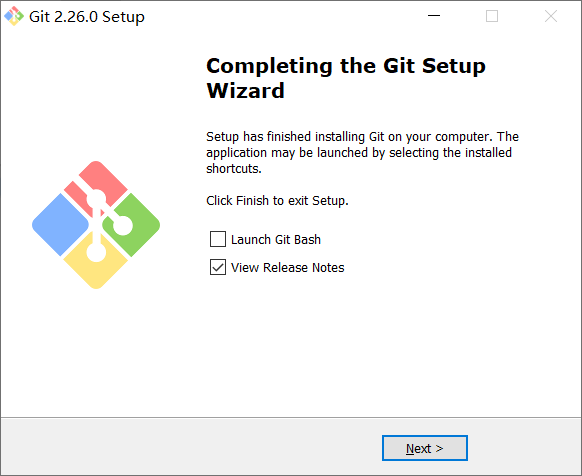 Git 2.26.0 Setup
Completing the Git Setup
Wizard
Setup has finished installing Git on your computer. The
application may be launched by selecting the installed
shortcuts.
Click Finish to exit Setup.
Launch Git Bash
View Release Notes
Next >